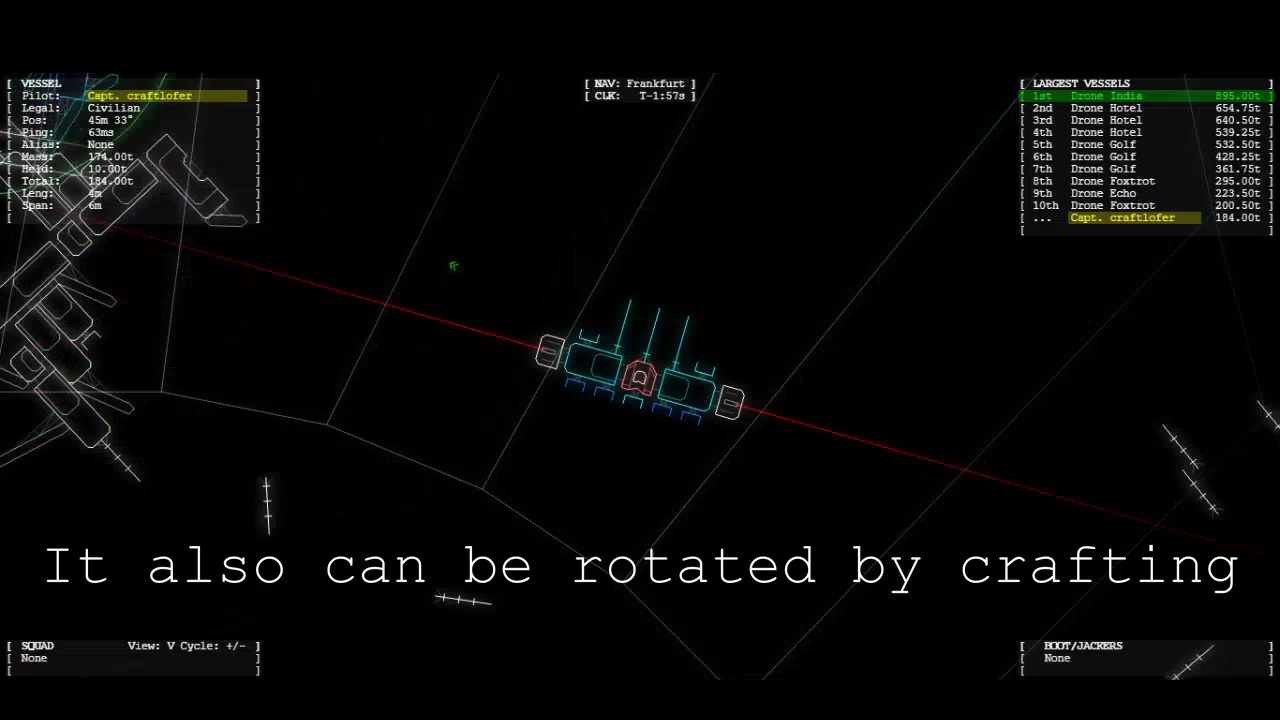 [ VESSEL ]
[ Pilot: Capt. craftlofer ]
[ Legal: Civilian ]
[ Pos: 45m 33° ]
[ Ping: 63ms ]
[ Alias: None ]
[ Mass: 174.00t ]
[ Held: 10.00t ]
[ Total: 184.00t ]
[ Leng: 4m ]
[ Span: 6m ]
[ ]
[ NAV: Frankfurt ]
[ CLK: T-1:57s ]
[ LARGEST VESSELS ]
[ 1st Drone India 895.00t ]
[ 2nd Drone Hotel 654.75t ]
[ 3rd Drone Hotel 640.50t ]
[ 4th Drone Hotel 539.25t ]
[ 5th Drone Golf 532.50t ]
[ 6th Drone Golf 428.25t ]
[ 7th Drone Golf 361.75t ]
[ 8th Drone Foxtrot 295.00t ]
[ 9th Drone Echo 223.50t ]
[ 10th Drone Foxtrot 200.50t ]
[ ... Capt. craftlofer 184.00t ]
[ ]
It also can be rotated by crafting
[ SQUAD View: V Cycle: +/- ]
[ None ]
[ ]
[ BOOT/JACKERS ]
[ None ]
[ ]